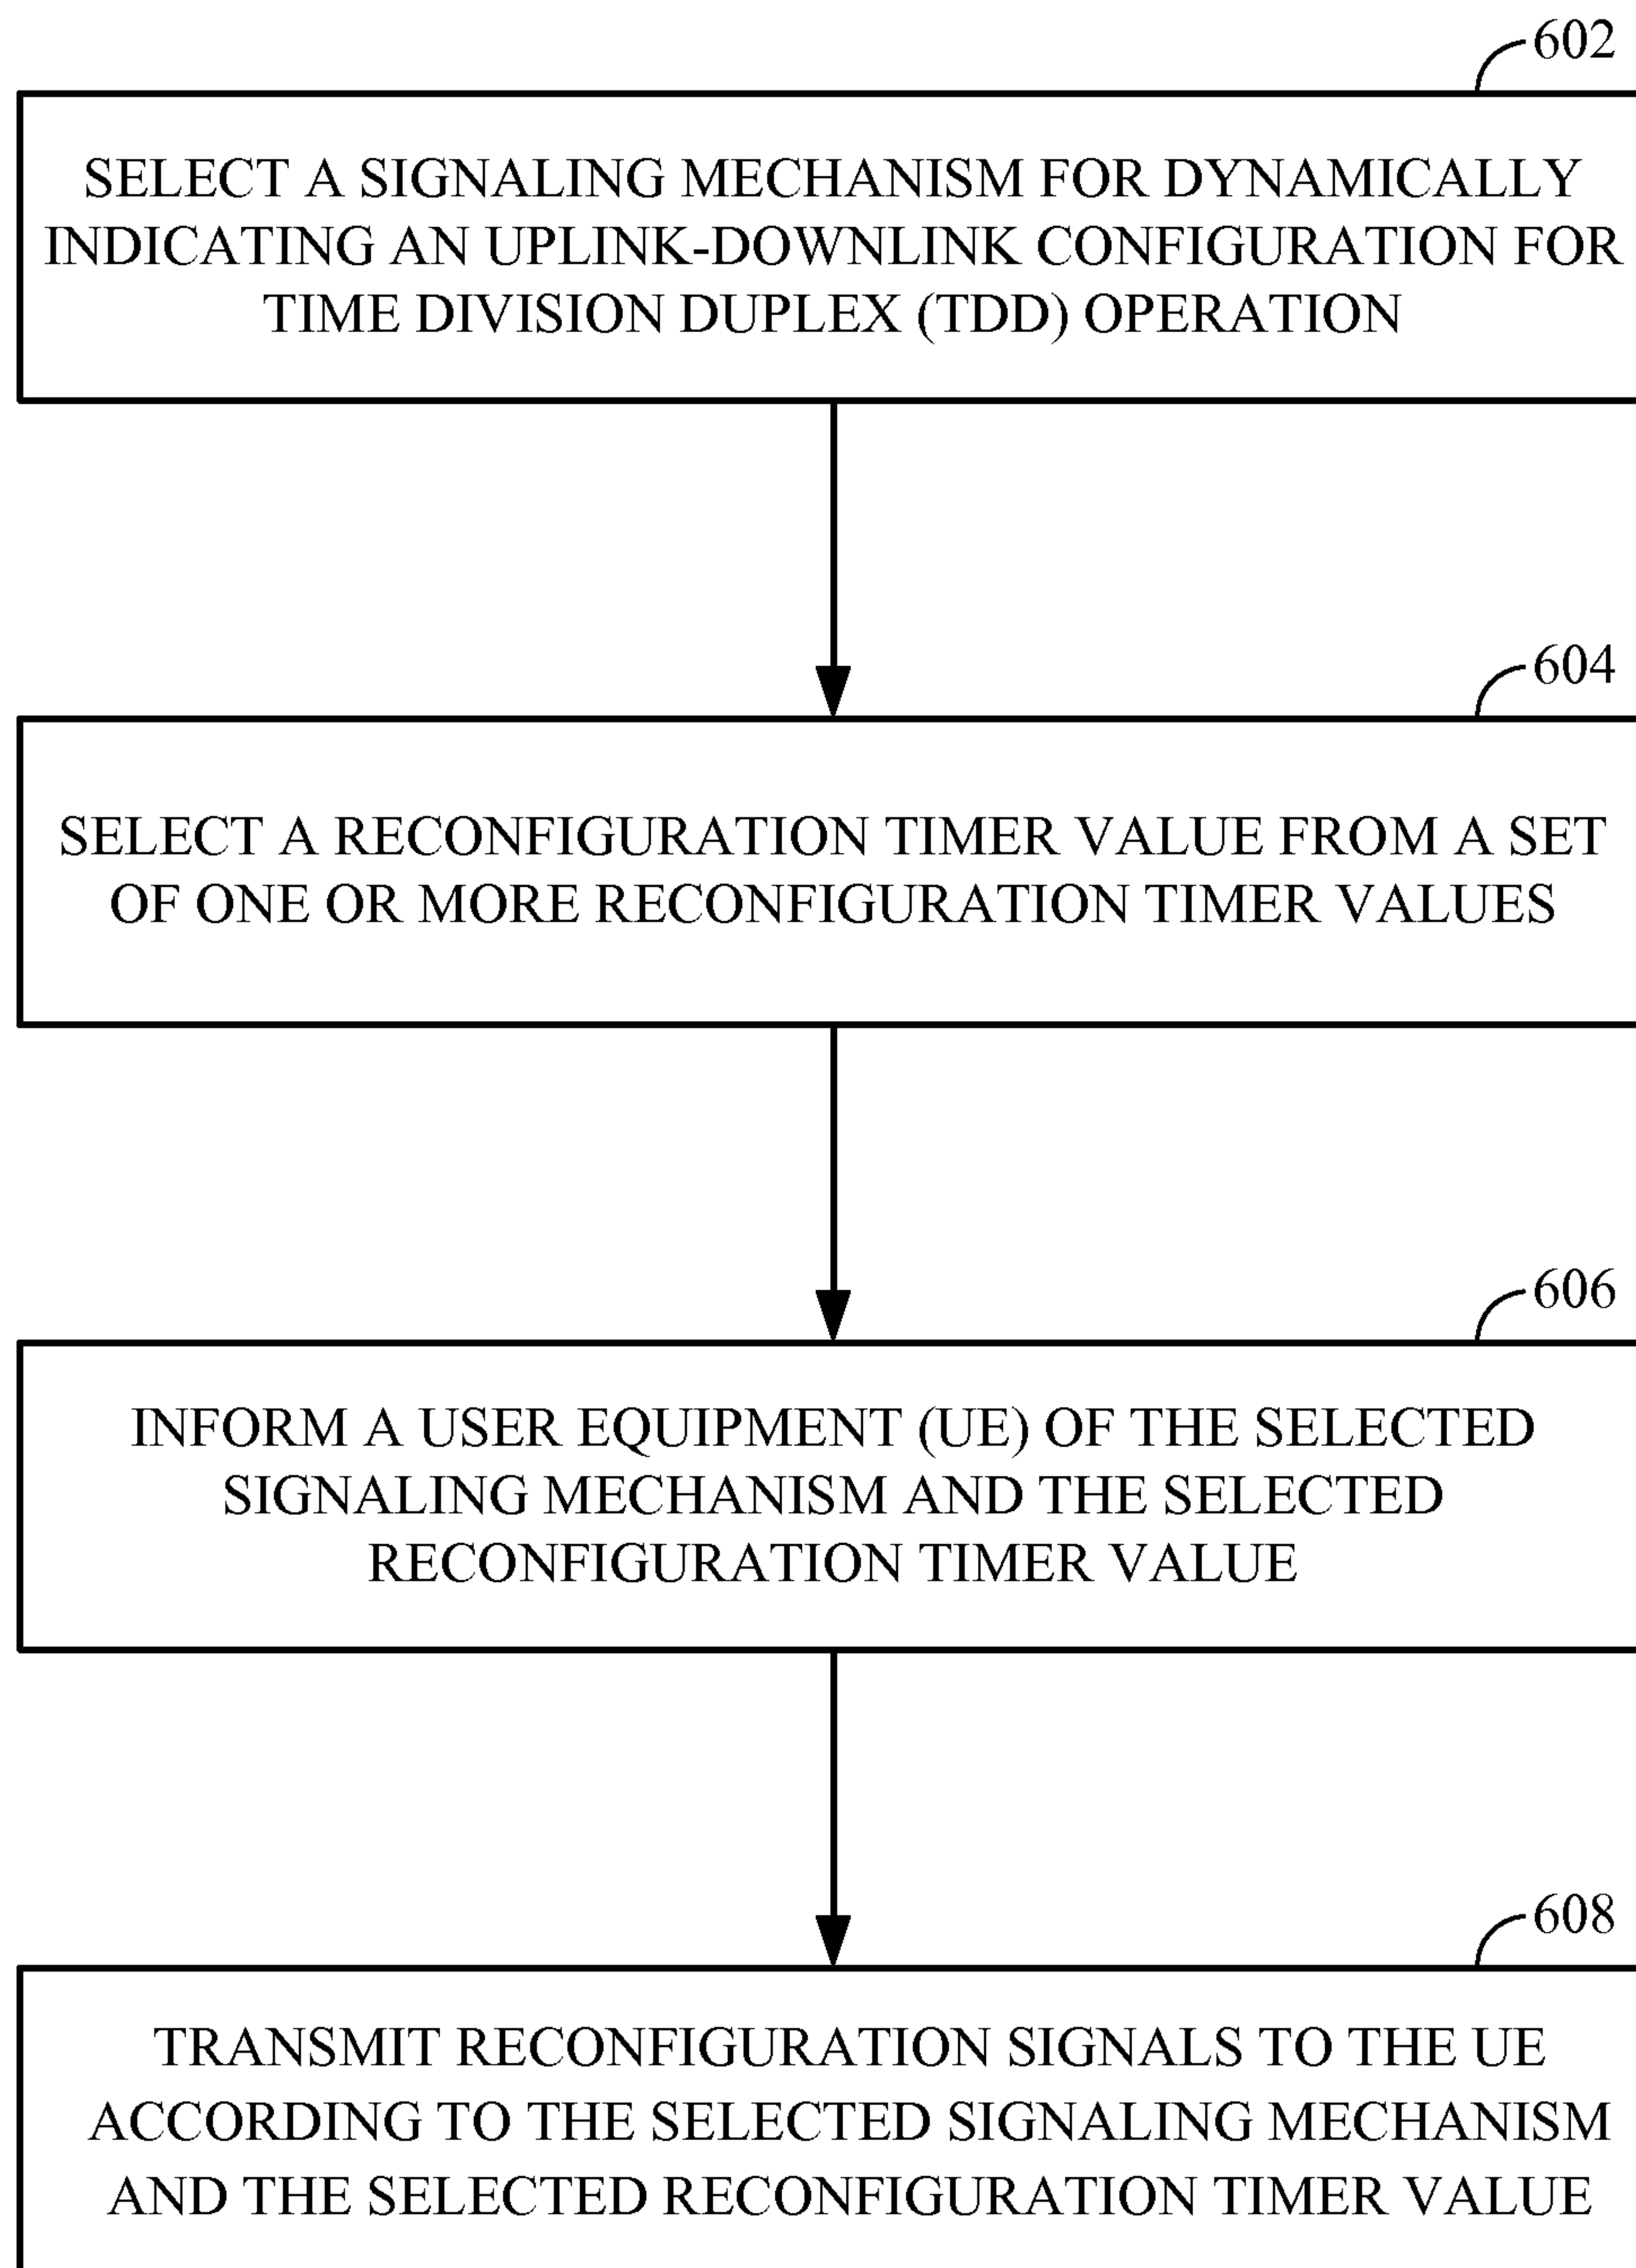 602
SELECT A SIGNALING MECHANISM FOR DYNAMICALLY
INDICATING AN UPLINK-DOWNLINK CONFIGURATION FOR
TIME DIVISION DUPLEX (TDD) OPERATION
604
SELECT A RECONFIGURATION TIMER VALUE FROM A SET
OF ONE OR MORE RECONFIGURATION TIMER VALUES
606
INFORM A USER EQUIPMENT (UE) OF THE SELECTED
SIGNALING MECHANISM AND THE SELECTED
RECONFIGURATION TIMER VALUE
608
TRANSMIT RECONFIGURATION SIGNALS TO THE UE
ACCORDING TO THE SELECTED SIGNALING MECHANISM
AND THE SELECTED RECONFIGURATION TIMER VALUE